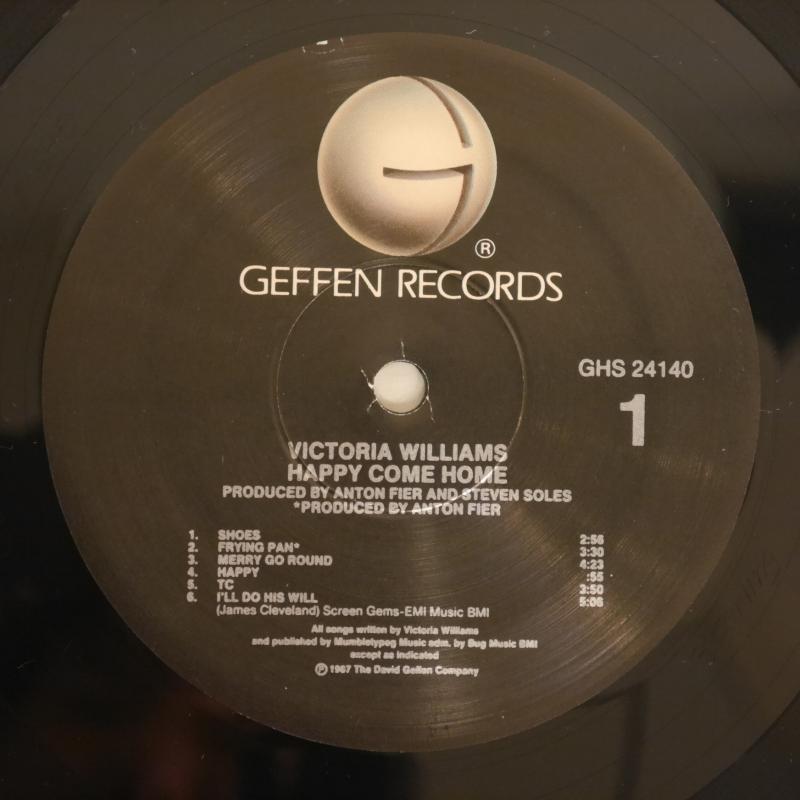 ®
GEFFEN RECORDS
GHS 24140
1
VICTORIA WILLIAMS
HAPPY COME HOME
PRODUCED BY ANTON FIER AND STEVEN SOLES
*PRODUCED BY ANTON FIER
1. SHOES 2:56
2. FRYING PAN* 3:30
3. MERRY GO ROUND 4:23
4. HAPPY :55
5. TC 3:50
6. I'LL DO HIS WILL 5:06
(James Cleveland) Screen Gems-EMI Music BMI
All songs written by Victoria Williams
and published by Mumbletypeg Music adm. by Bug Music BMI
except as indicated
℗ 1987 The David Geffen Company